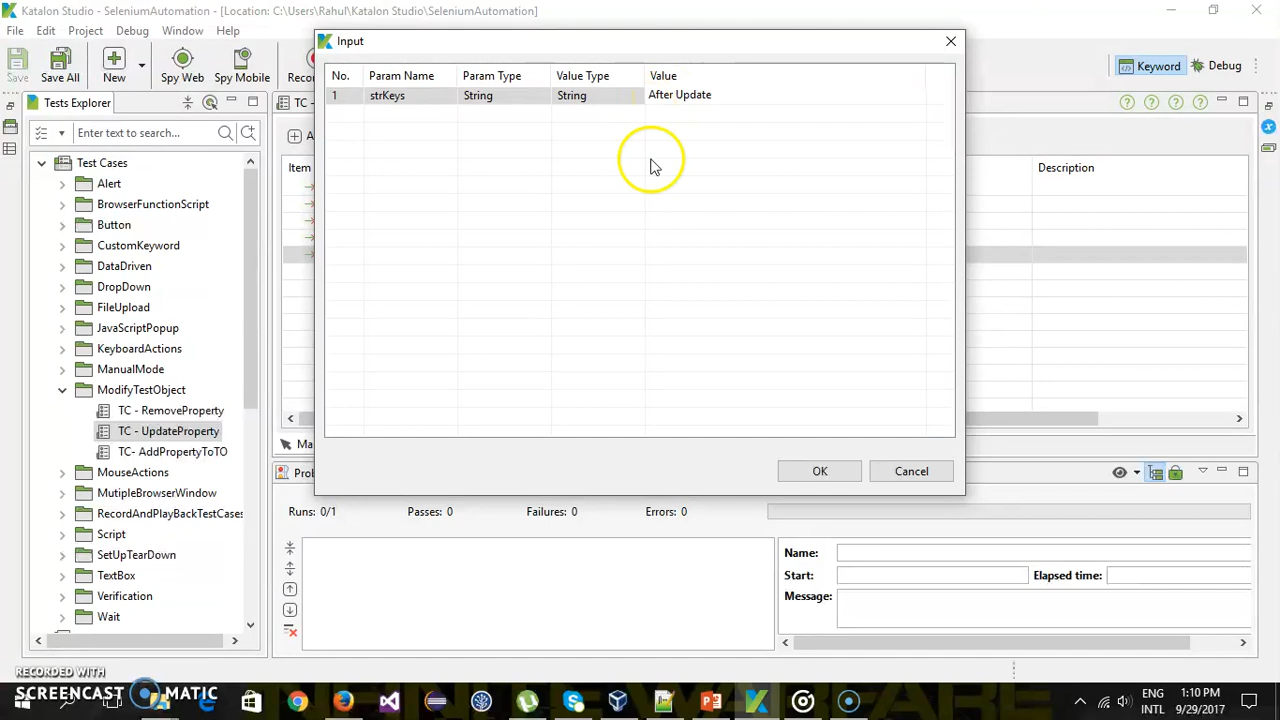 Katalon Studio - SeleniumAutomation - [Location: C:\Users\Rahul\Katalon Studio\SeleniumAutomation]
File Edit Project Debug Window Help
Save Save All New Spy Web Spy Mobile Recor
Keyword Debug
Input
No. Param Name Param Type Value Type Value
1 strKeys String String After Update
OK Cancel
Tests Explorer
Enter text to search...
Test Cases
Alert
BrowserFunctionScript
Button
CustomKeyword
DataDriven
DropDown
FileUpload
JavaScriptPopup
KeyboardActions
ManualMode
ModifyTestObject
TC - RemoveProperty
TC - UpdateProperty
TC- AddPropertyToTO
MouseActions
MutipleBrowserWindow
RecordAndPlayBackTestCases
Script
SetUpTearDown
TextBox
Verification
Wait
TC -
A
Item
Description
Ma
Prob
Runs: 0/1 Passes: 0 Failures: 0 Errors: 0
Name:
Start: Elapsed time:
Message:
RECORDED WITH
SCREENCAST MATIC
ENG
INTL
1:10 PM
9/29/2017